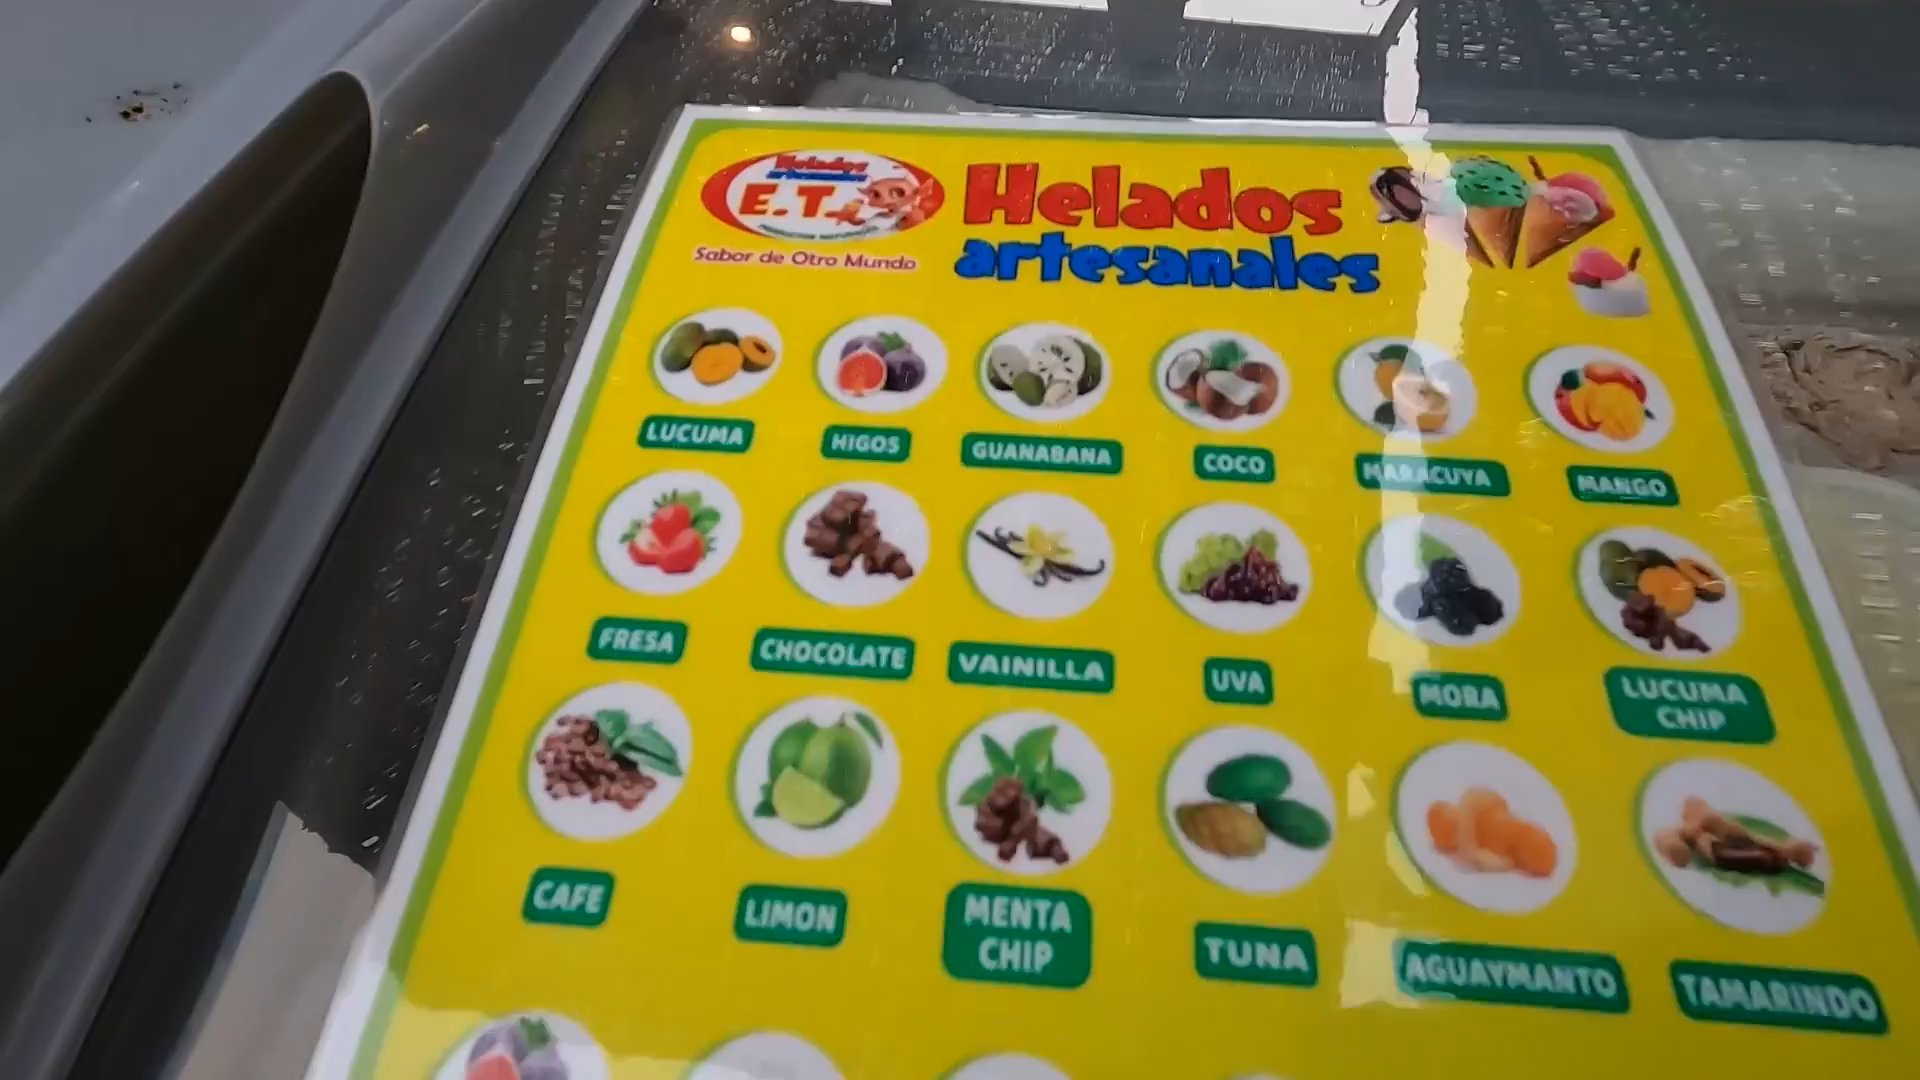 Helados
artesanales
E.T.
Sabor de Otro Mundo
Helados
artesanales
LUCUMA
HIGOS
GUANABANA
COCO
MARACUYA
MANGO
FRESA
CHOCOLATE
VAINILLA
UVA
MORA
LUCUMA
CHIP
CAFE
LIMON
MENTA
CHIP
TUNA
AGUAYMANTO
TAMARINDO